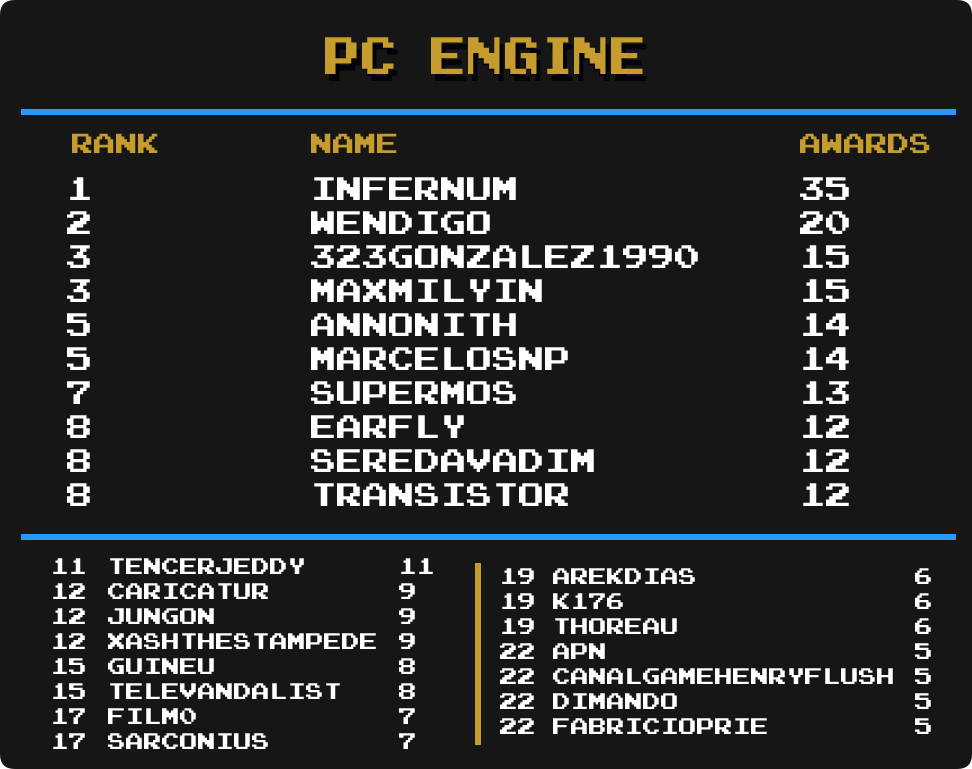 PC ENGINE
RANK NAME AWARDS
1 INFERNUM 35
2 WENDIGO 20
3 323GONZALEZ1990 15
3 MAXMILYIN 15
5 ANNONITH 14
5 MARCELOSNP 14
7 SUPERMOS 13
8 EARFLY 12
8 SEREDAVADIM 12
8 TRANSISTOR 12
11 TENCERJEDDY 11
12 CARICATUR 9
12 JUNGON 9
12 XASHTHESTAMPEDE 9
15 GUINEU 8
15 TELEVANDALIST 8
17 FILMO 7
17 SARCONIUS 7
19 AREKDIAS 6
19 K176 6
19 THOREAU 6
22 APN 5
22 CANALGAMEHENRYFLUSH 5
22 DIMANDO 5
22 FABRICIOPRIE 5